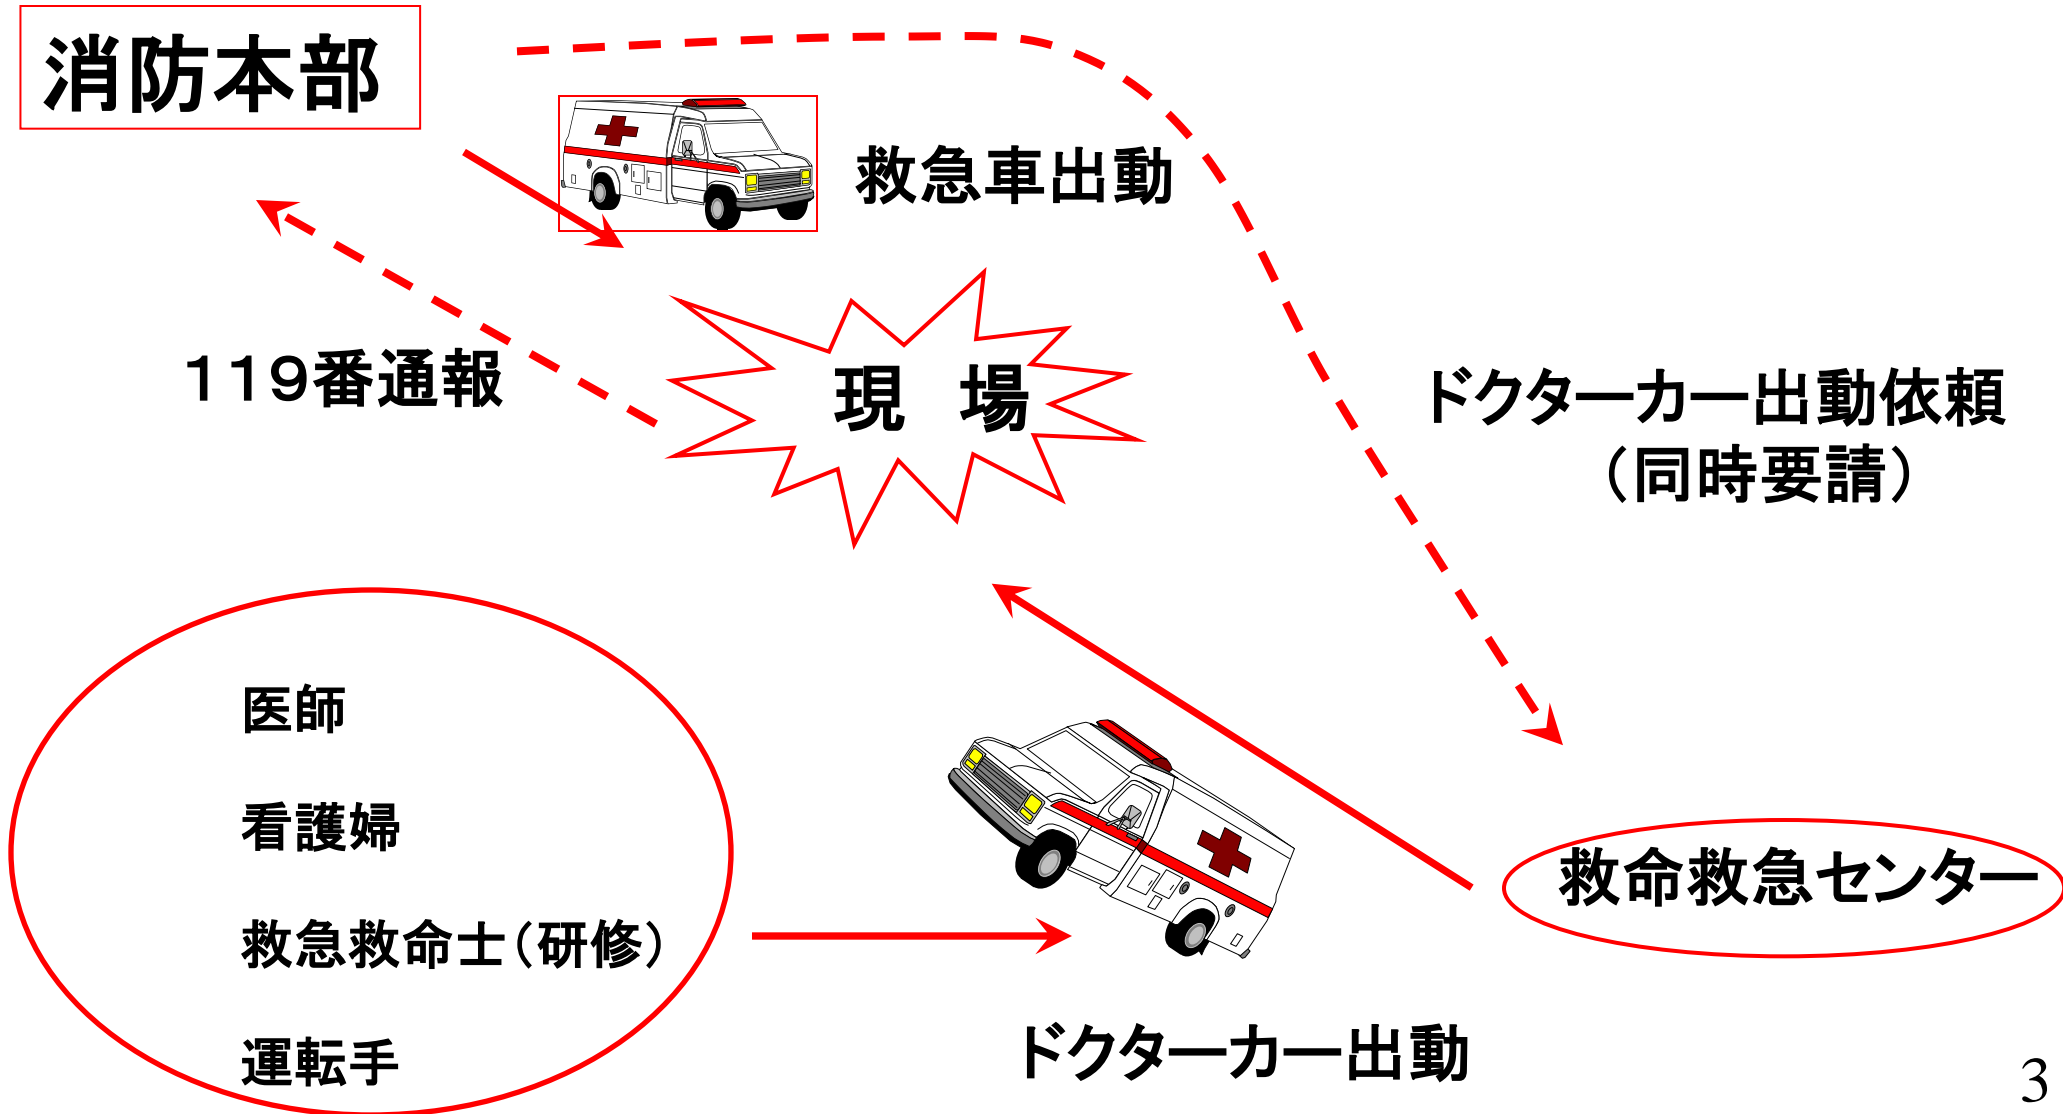 消防本部
救急車出動
１１９番通報
現　場
ドクターカー出動依頼
（同時要請）
医師
看護婦
救急救命士（研修）
運転手
救命救急センター
ドクターカー出動
3